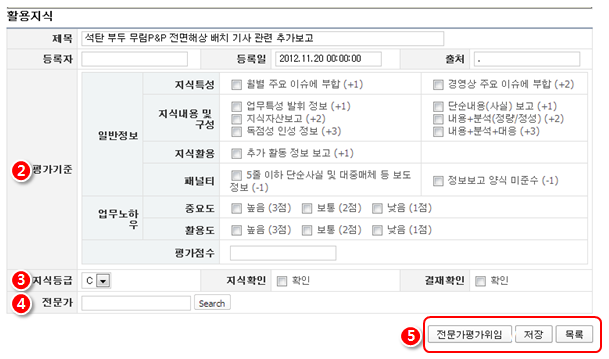 활용지식
제목 석탄 부두 무림P&P 전면해상 배치 기사 관련 추가보고
등록자 등록일 2012.11.20 00:00:00 출처 .
2 평가기준
일반정보
지식특성 월별 주요 이슈에 부합 (+1) 경영상 주요 이슈에 부합 (+2)
지식내용 및 구성
업무특성 발휘 정보 (+1) 단순내용(사실) 보고 (+1)
지식자산보고 (+2) 내용+분석(정량/정성) (+2)
독점성 인성 정보 (+3) 내용+분석+대응 (+3)
지식활용 추가 활동 정보 보고 (+1)
패널티 5줄 이하 단순사실 및 대중매체 등 보도
정보 (-1) 정보보고 양식 미준수 (-1)
업무노하
우
중요도 높음 (3점) 보통 (2점) 낮음 (1점)
활용도 높음 (3점) 보통 (2점) 낮음 (1점)
평가점수
3 지식등급 C 지식확인 확인 결재확인 확인
4 전문가 Search
5 전문가평가위임 저장 목록